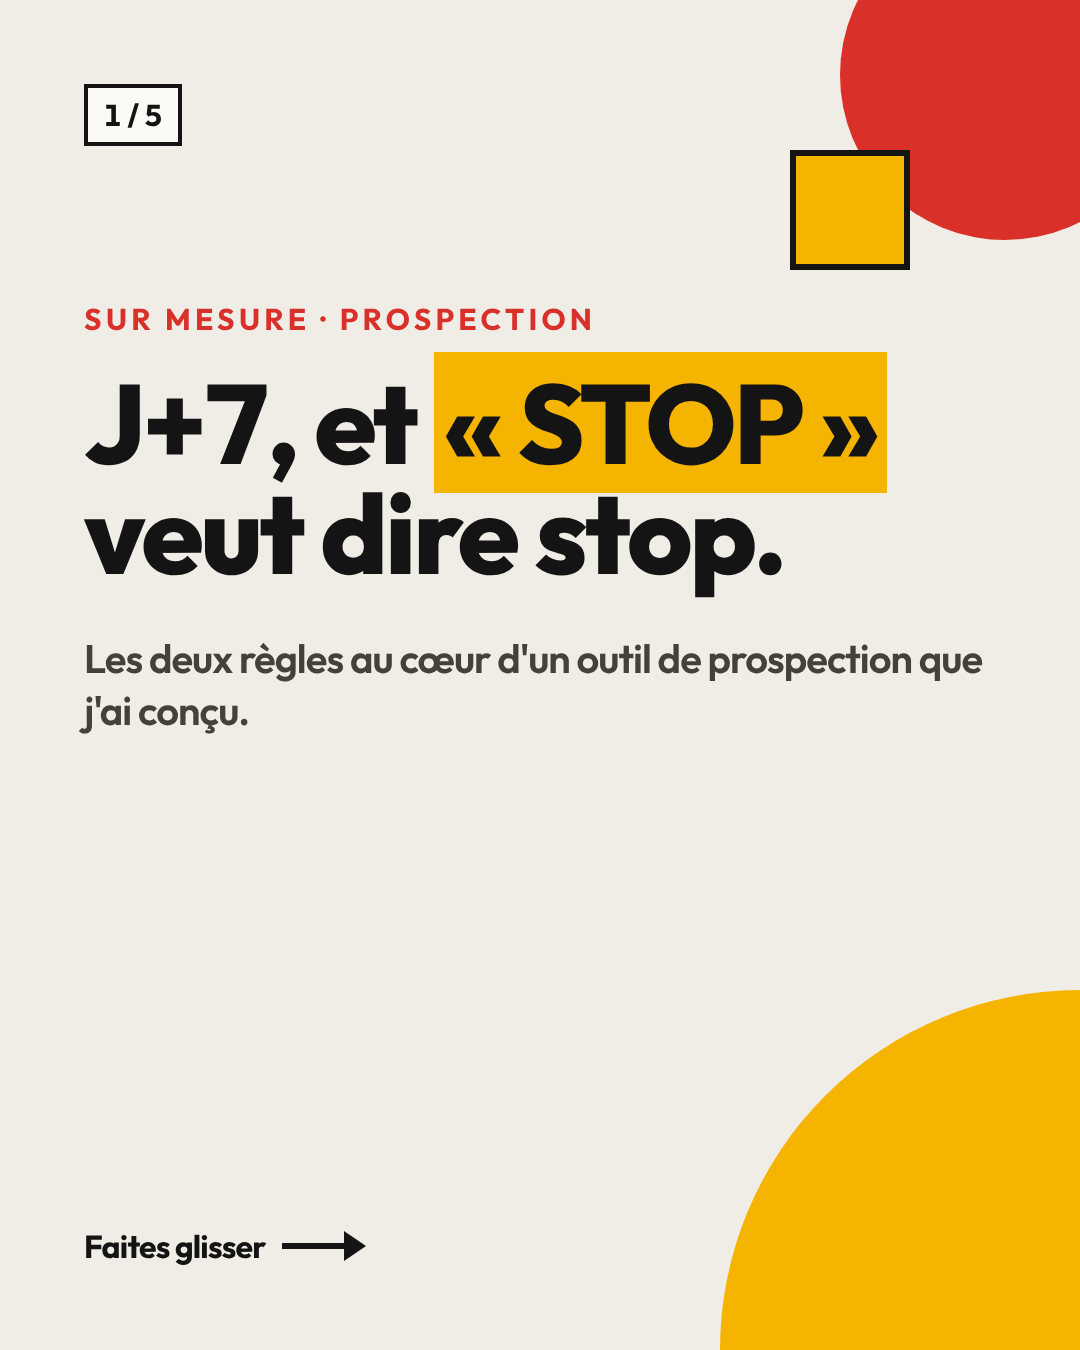 1 / 5
SUR MESURE · PROSPECTION
J+7, et « STOP »
veut dire stop.
Les deux règles au cœur d'un outil de prospection que
j'ai conçu.
Faites glisser